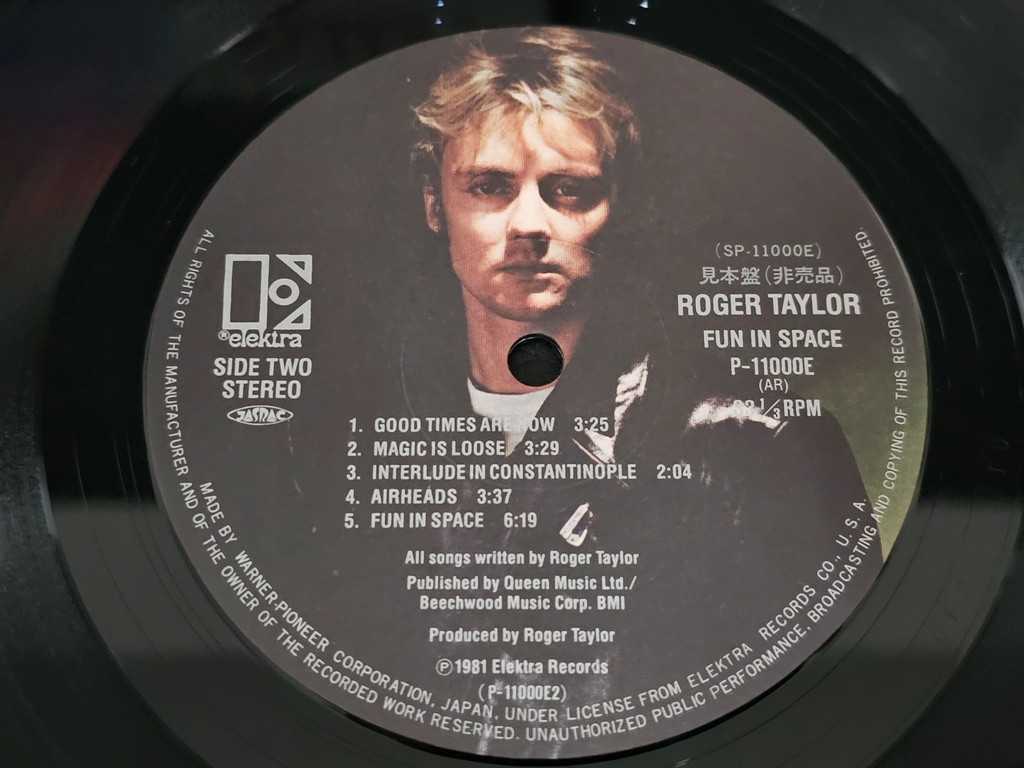 (SP-11000E)
見本盤(非売品)
ROGER TAYLOR
FUN IN SPACE
P-11000E
(AR)
33 1/3 RPM
®elektra
SIDE TWO
STEREO
JASRAC
1. GOOD TIMES ARE NOW 3:25
2. MAGIC IS LOOSE 3:29
3. INTERLUDE IN CONSTANTINOPLE 2:04
4. AIRHEADS 3:37
5. FUN IN SPACE 6:19
All songs written by Roger Taylor
Published by Queen Music Ltd./
Beechwood Music Corp. BMI
Produced by Roger Taylor
Ⓟ1981 Elektra Records
(P-11000E2)
MADE BY WARNER-PIONEER CORPORATION, JAPAN, UNDER LICENSE FROM ELEKTRA RECORDS CO., U. S. A.
ALL RIGHTS OF THE MANUFACTURER AND OF THE OWNER OF THE RECORDED WORK RESERVED. UNAUTHORIZED PUBLIC PERFORMANCE, BROADCASTING AND COPYING OF THIS RECORD PROHIBITED.